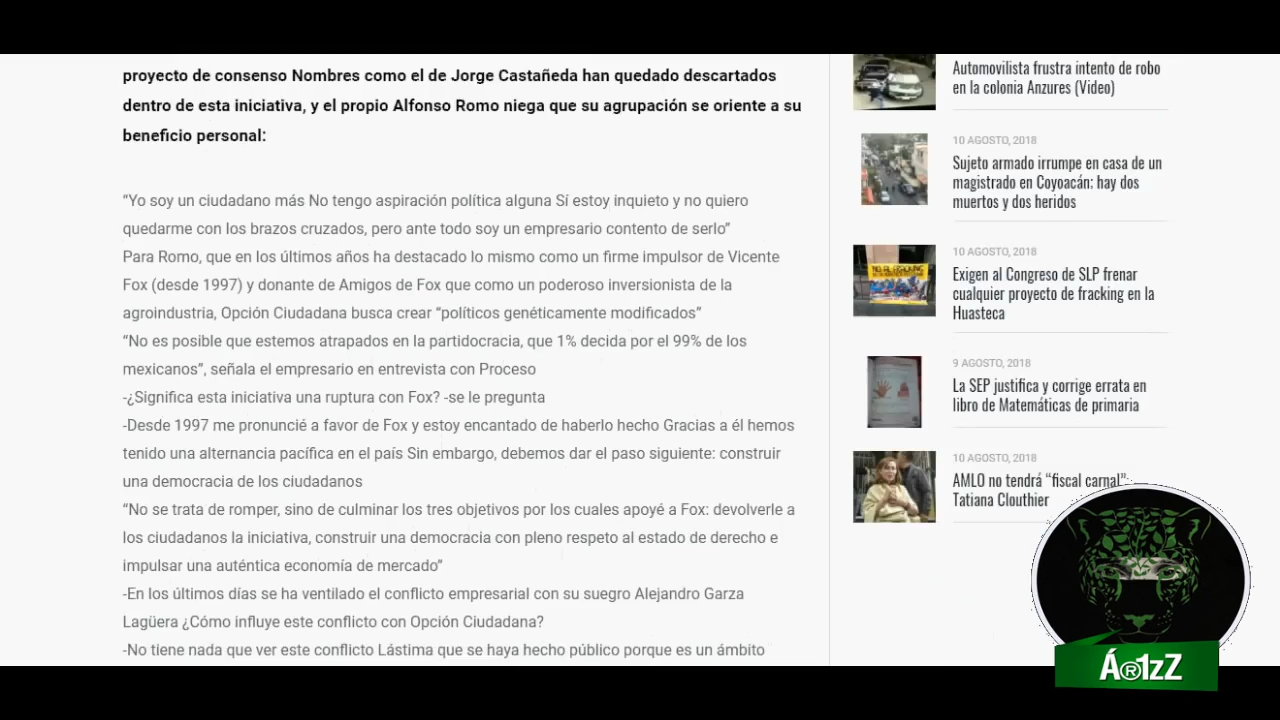 proyecto de consenso Nombres como el de Jorge Castañeda han quedado descartados
dentro de esta iniciativa, y el propio Alfonso Romo niega que su agrupación se oriente a su
beneficio personal:
“Yo soy un ciudadano más No tengo aspiración política alguna Sí estoy inquieto y no quiero
quedarme con los brazos cruzados, pero ante todo soy un empresario contento de serlo”
Para Romo, que en los últimos años ha destacado lo mismo como un firme impulsor de Vicente
Fox (desde 1997) y donante de Amigos de Fox que como un poderoso inversionista de la
agroindustria, Opción Ciudadana busca crear “políticos genéticamente modificados”
“No es posible que estemos atrapados en la partidocracia, que 1% decida por el 99% de los
mexicanos”, señala el empresario en entrevista con Proceso
-¿Significa esta iniciativa una ruptura con Fox? -se le pregunta
-Desde 1997 me pronuncié a favor de Fox y estoy encantado de haberlo hecho Gracias a él hemos
tenido una alternancia pacífica en el país Sin embargo, debemos dar el paso siguiente: construir
una democracia de los ciudadanos
“No se trata de romper, sino de culminar los tres objetivos por los cuales apoyé a Fox: devolverle a
los ciudadanos la iniciativa, construir una democracia con pleno respeto al estado de derecho e
impulsar una auténtica economía de mercado”
-En los últimos días se ha ventilado el conflicto empresarial con su suegro Alejandro Garza
Lagüera ¿Cómo influye este conflicto con Opción Ciudadana?
-No tiene nada que ver este conflicto Lástima que se haya hecho público porque es un ámbito
Automovilista frustra intento de robo
en la colonia Anzures (Video)
10 AGOSTO, 2018
Sujeto armado irrumpe en casa de un
magistrado en Coyoacán; hay dos
muertos y dos heridos
10 AGOSTO, 2018
NO AL FRACKING
Exigen al Congreso de SLP frenar
cualquier proyecto de fracking en la
Huasteca
9 AGOSTO, 2018
La SEP justifica y corrige errata en
libro de Matemáticas de primaria
10 AGOSTO, 2018
AMLO no tendrá “fiscal carnal”:
Tatiana Clouthier
Á®1zZ